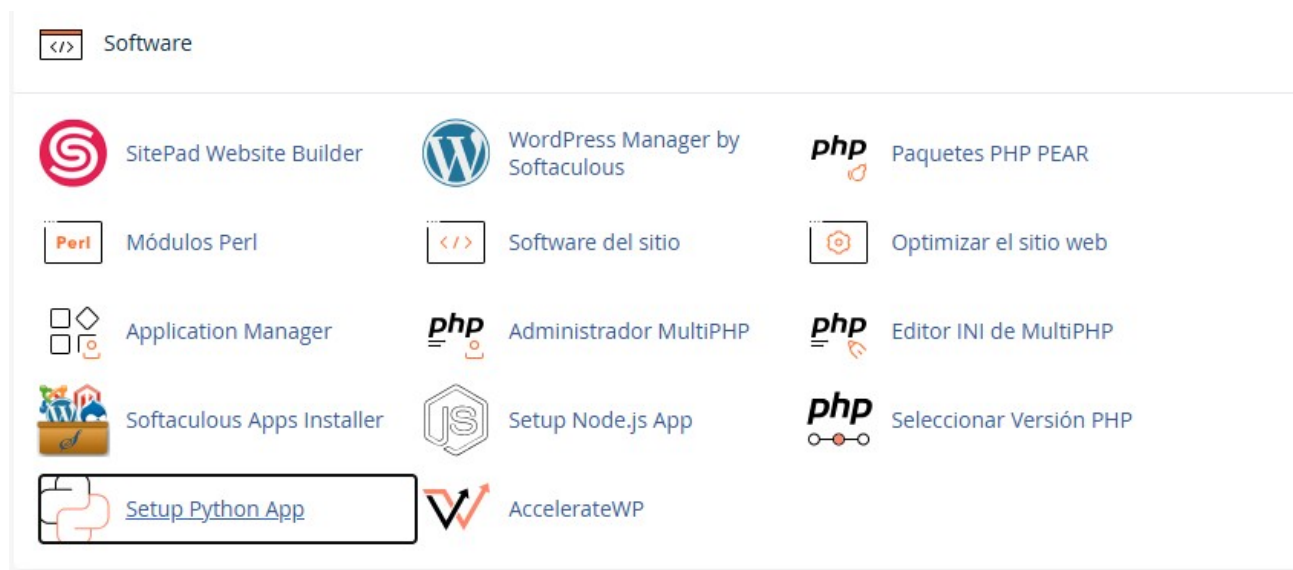 </> Software
SitePad Website Builder
WordPress Manager by
Softaculous
php Paquetes PHP PEAR
Perl Módulos Perl
</> Software del sitio
Optimizar el sitio web
Application Manager
php Administrador MultiPHP
php Editor INI de MultiPHP
Softaculous Apps Installer
JS Setup Node.js App
php Seleccionar Versión PHP
Setup Python App
AccelerateWP